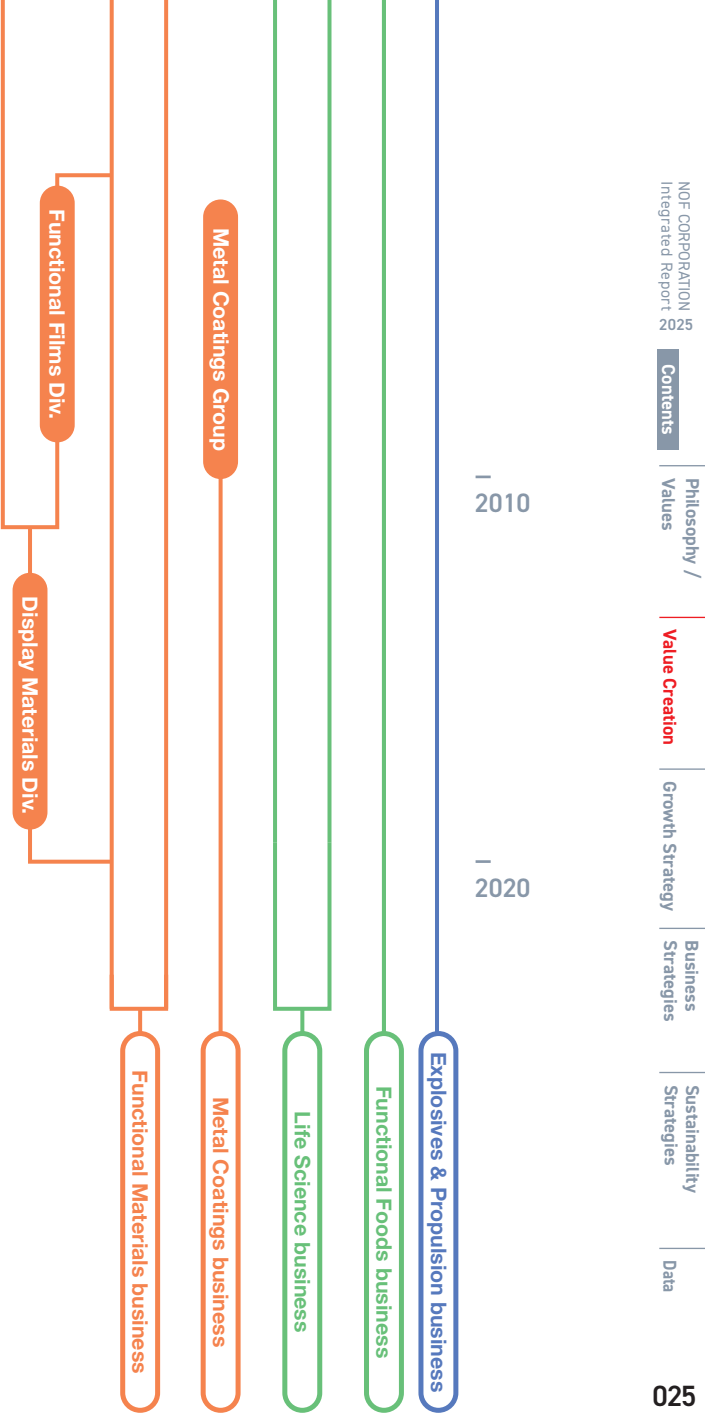 NOF CORPORATION
Integrated Report 2025
Contents
Philosophy /
Values
Value Creation
Growth Strategy
Business
Strategies
Sustainability
Strategies
Data
025
2010
2020
Explosives & Propulsion business
Functional Foods business
Life Science business
Metal Coatings Group
Metal Coatings business
Functional Materials business
Functional Films Div.
Display Materials Div.